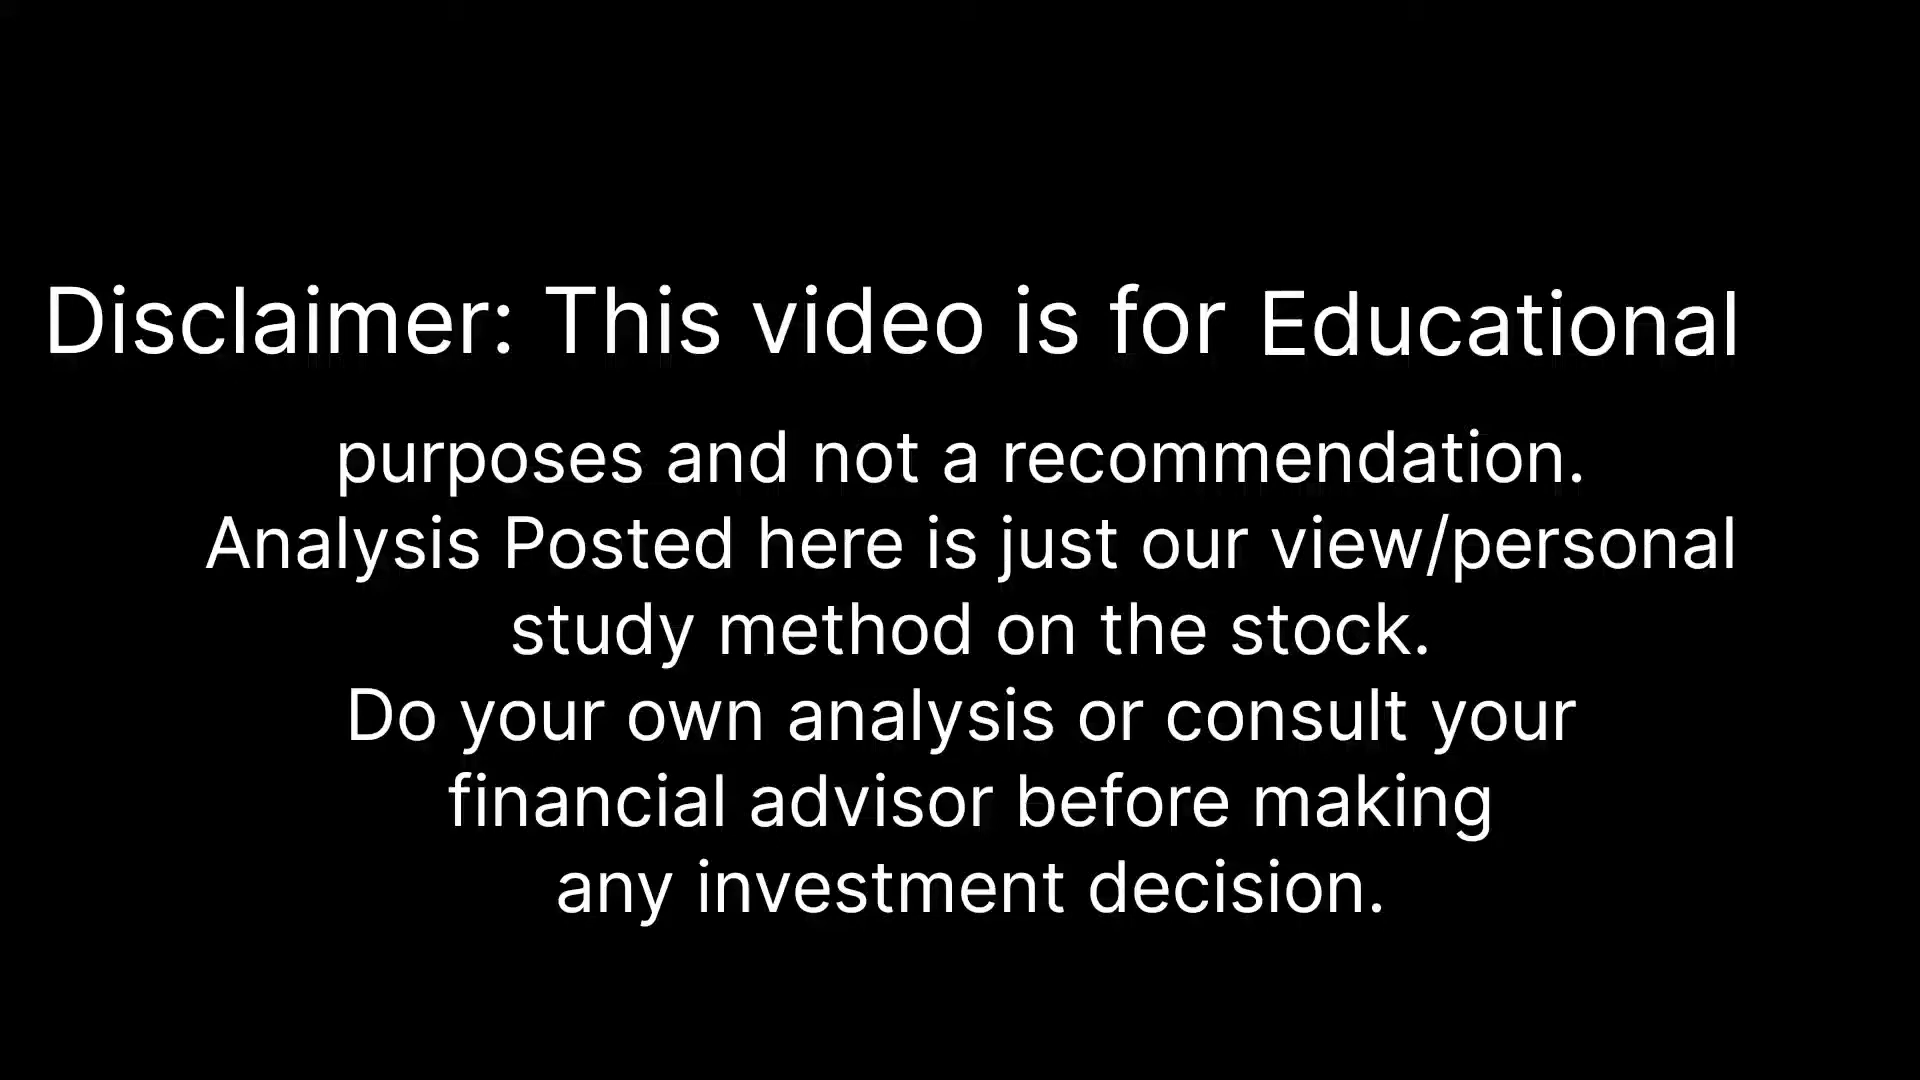 Disclaimer: This video is for Educational
purposes and not a recommendation.
Analysis Posted here is just our view/personal
study method on the stock.
Do your own analysis or consult your
financial advisor before making
any investment decision.